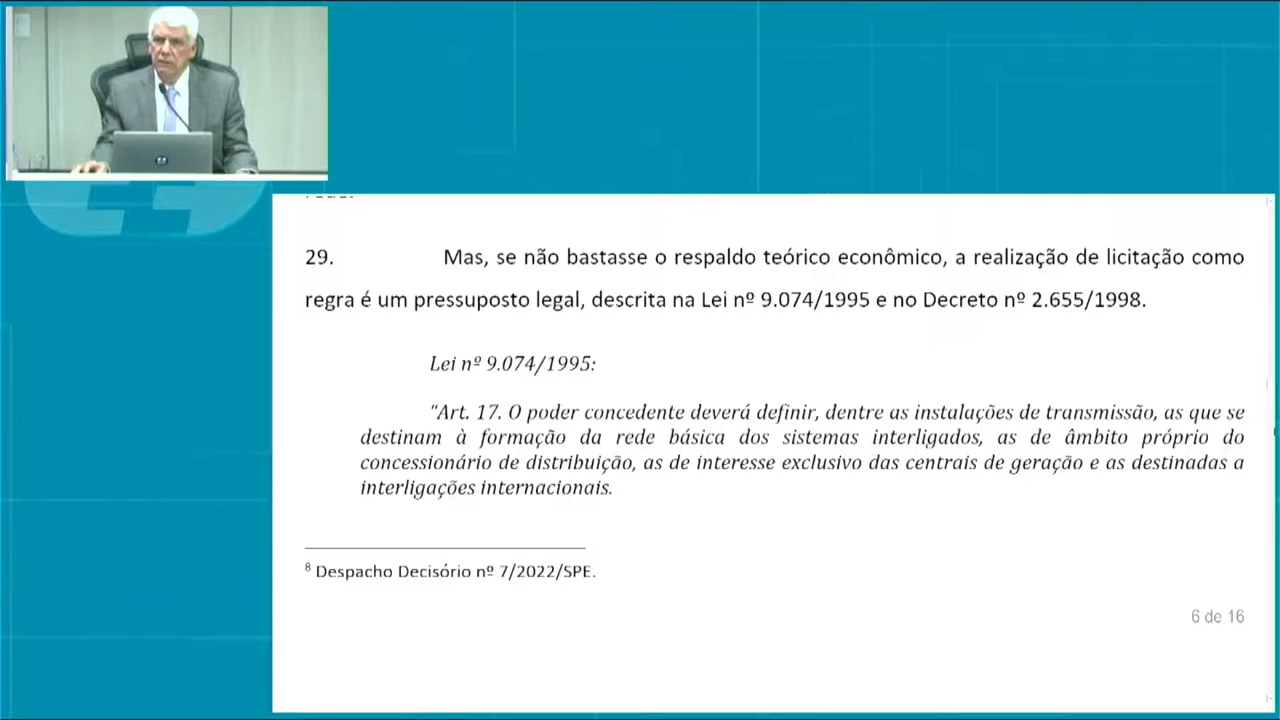 29. Mas, se não bastasse o respaldo teórico econômico, a realização de licitação como
regra é um pressuposto legal, descrita na Lei nº 9.074/1995 e no Decreto nº 2.655/1998.
Lei nº 9.074/1995:
“Art. 17. O poder concedente deverá definir, dentre as instalações de transmissão, as que se
destinam à formação da rede básica dos sistemas interligados, as de âmbito próprio do
concessionário de distribuição, as de interesse exclusivo das centrais de geração e as destinadas a
interligações internacionais.
8 Despacho Decisório nº 7/2022/SPE.
6 de 16